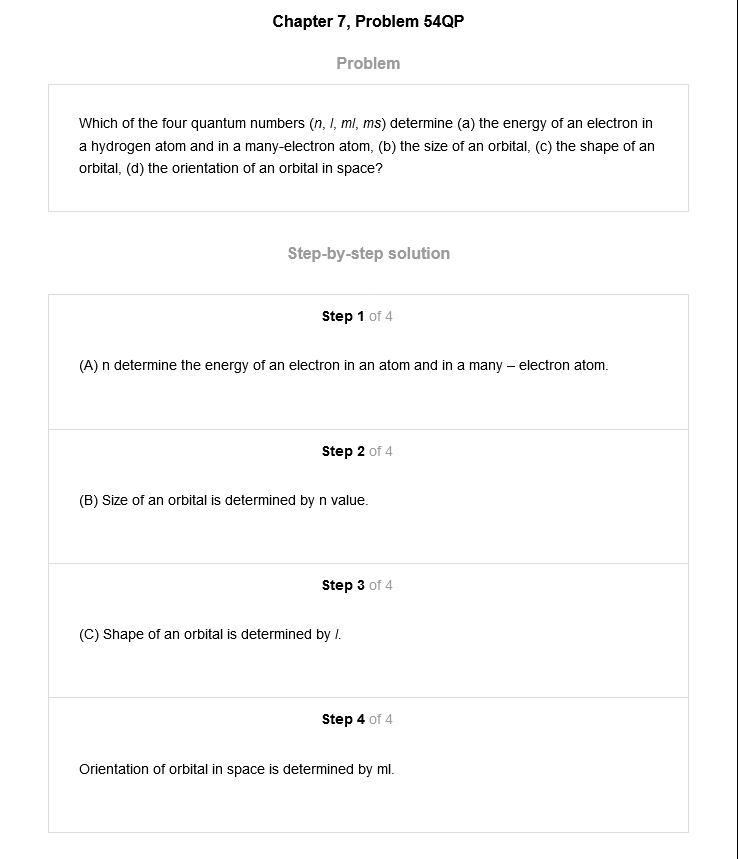 Chapter 7, Problem 54QP
Problem
Which of the four quantum numbers (n, l, ml, ms) determine (a) the energy of an electron in
a hydrogen atom and in a many-electron atom, (b) the size of an orbital, (c) the shape of an
orbital, (d) the orientation of an orbital in space?
Step-by-step solution
Step 1 of 4
(A) n determine the energy of an electron in an atom and in a many – electron atom.
Step 2 of 4
(B) Size of an orbital is determined by n value.
Step 3 of 4
(C) Shape of an orbital is determined by l.
Step 4 of 4
Orientation of orbital in space is determined by ml.